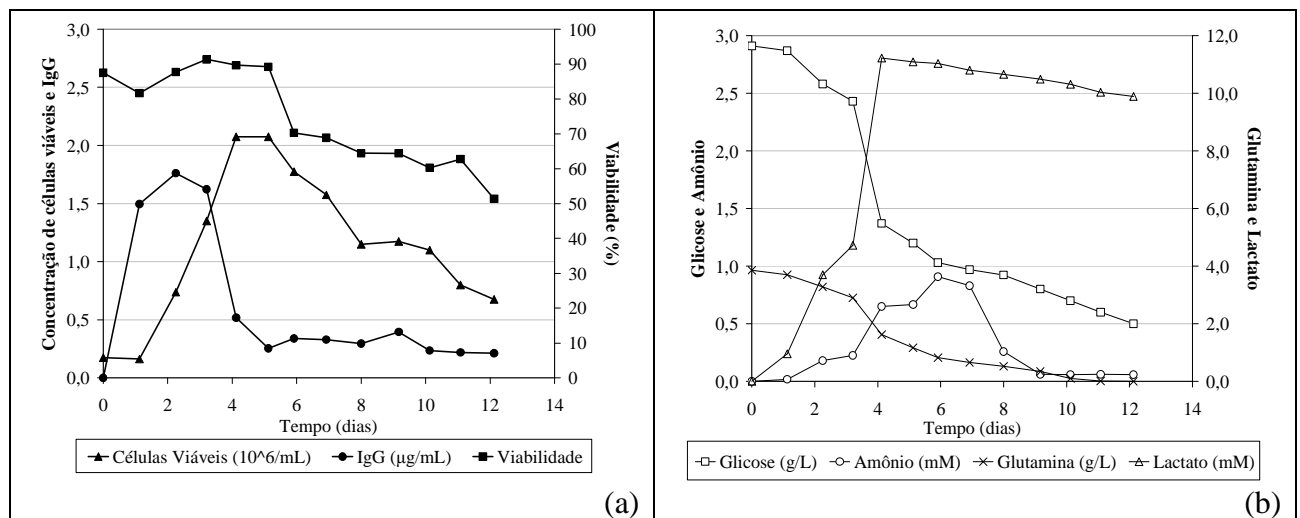 Concentração de células viáveis e IgG
3,0
2,5
2,0
1,5
1,0
0,5
0,0
100
90
80
70
60
50
40
30
20
10
0
Viabilidade
(%)
0 2 4 6 8 10 12 14
Tempo (dias)
Células Viáveis (10^6/mL) IgG (µg/mL) Viabilidade
(a)
Glicose e Amônio
3,0
2,5
2,0
1,5
1,0
0,5
0,0
12,0
10,0
8,0
6,0
4,0
2,0
0,0
Glutamina e Lactato
0 2 4 6 8 10 12 14
Tempo (dias)
Glicose (g/L) Amônio (mM) Glutamina (g/L) Lactato (mM)
(b)